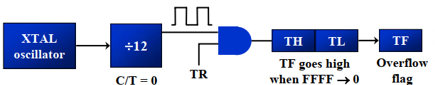 XTAL
oscillator
÷12
C/T = 0
TR
TH
TL
TF
TF goes high
when FFFF → 0
Overflow
flag